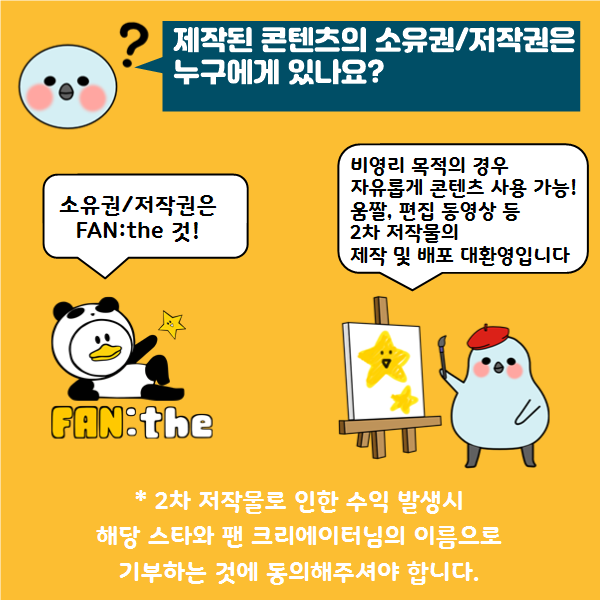 ?
제작된 콘텐츠의 소유권/저작권은
누구에게 있나요?
소유권/저작권은
FAN:the 것!
비영리 목적의 경우
자유롭게 콘텐츠 사용 가능!
움짤, 편집 동영상 등
2차 저작물의
제작 및 배포 대환영입니다
FAN:the
* 2차 저작물로 인한 수익 발생시
해당 스타와 팬 크리에이터님의 이름으로
기부하는 것에 동의해주셔야 합니다.